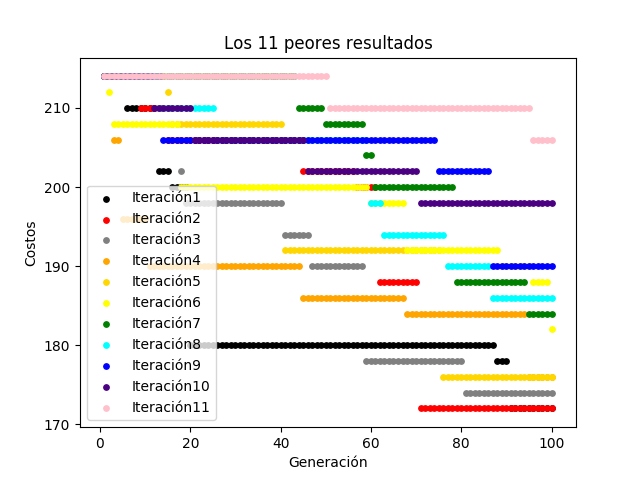 Los 11 peores resultados
Costos
210
200
190
180
170
Iteración1
Iteración2
Iteración3
Iteración4
Iteración5
Iteración6
Iteración7
Iteración8
Iteración9
Iteración10
Iteración11
0 20 40 60 80 100
Generación